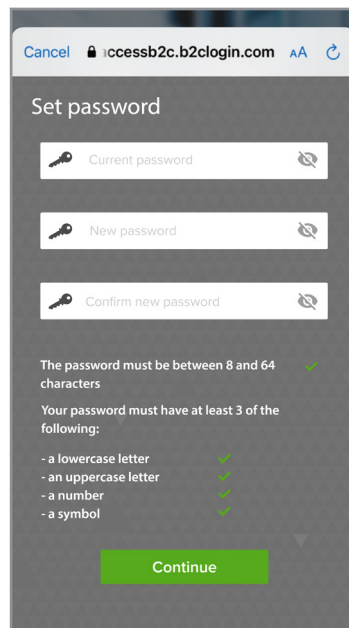 Cancel ccessb2c.b2clogin.com AA
Set password
Current password
New password
Confirm new password
The password must be between 8 and 64
characters
Your password must have at least 3 of the
following:
- a lowercase letter
- an uppercase letter
- a number
- a symbol
Continue